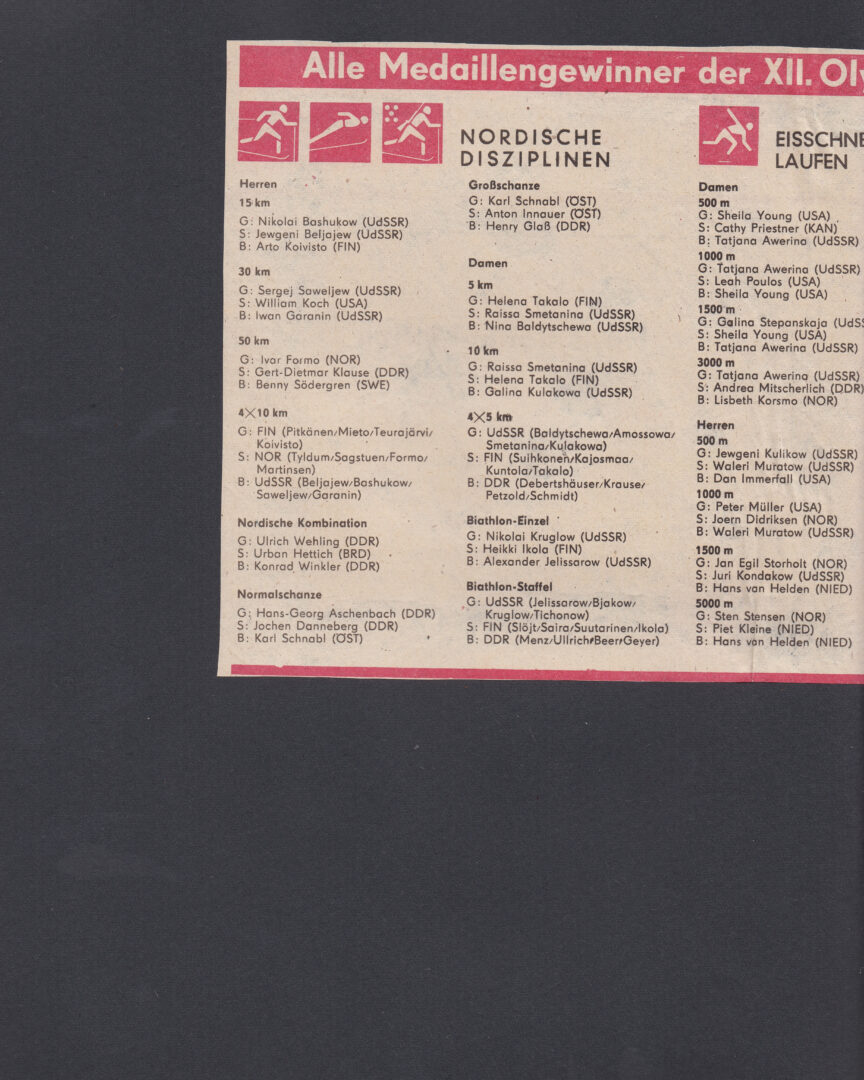 Alle Medaillengewinner der XII. Oly
NORDISCHE
DISZIPLINEN
Herren
15 km
G: Nikolai Bashukow (UdSSR)
S: Jewgeni Beljajew (UdSSR)
B: Arto Koivisto (FIN)
30 km
G: Sergej Saweljew (UdSSR)
S: William Koch (USA)
B: Iwan Garanin (UdSSR)
50 km
G: Ivar Formo (NOR)
S: Gert-Dietmar Klause (DDR)
B: Benny Södergren (SWE)
4×10 km
G: FIN (Pitkänen/Mieto/Teurajärvi/
Koivisto)
S: NOR (Tyldum/Sagstuen/Formo/
Martinsen)
B: UdSSR (Beljajew/Bashukow/
Saweljew/Garanin)
Nordische Kombination
G: Ulrich Wehling (DDR)
S: Urban Hettich (BRD)
B: Konrad Winkler (DDR)
Normalschanze
G: Hans-Georg Aschenbach (DDR)
S: Jochen Danneberg (DDR)
B: Karl Schnabl (ÖST)
Großschanze
G: Karl Schnabl (ÖST)
S: Anton Innauer (ÖST)
B: Henry Glaß (DDR)
Damen
5 km
G: Helena Takalo (FIN)
S: Raissa Smetanina (UdSSR)
B: Nina Baldytschewa (UdSSR)
10 km
G: Raissa Smetanina (UdSSR)
S: Helena Takalo (FIN)
B: Galina Kulakowa (UdSSR)
4×5 km
G: UdSSR (Baldytschewa/Amossowa/
Smetanina/Kulakowa)
S: FIN (Suihkonen/Kajosmaa/
Kuntola/Takalo)
B: DDR (Debertshäuser/Krause/
Petzold/Schmidt)
Biathlon-Einzel
G: Nikolai Kruglow (UdSSR)
S: Heikki Ikola (FIN)
B: Alexander Jelissarow (UdSSR)
Biathlon-Staffel
G: UdSSR (Jelissarow/Bjakow/
Kruglow/Tichonow)
S: FIN (Slöjt/Saira/Suutarinen/Ikola)
B: DDR (Menz/Ullrich/Beer/Geyer)
EISSCHNE
LAUFEN
Damen
500 m
G: Sheila Young (USA)
S: Cathy Priestner (KAN)
B: Tatjana Awerina (UdSSR)
1000 m
G: Tatjana Awerina (UdSSR)
S: Leah Poulos (USA)
B: Sheila Young (USA)
1500 m
G: Galina Stepanskaja (UdSS
S: Sheila Young (USA)
B: Tatjana Awerina (UdSSR)
3000 m
G: Tatjana Awerina (UdSSR)
S: Andrea Mitscherlich (DDR)
B: Lisbeth Korsmo (NOR)
Herren
500 m
G: Jewgeni Kulikow (UdSSR)
S: Waleri Muratow (UdSSR)
B: Dan Immerfall (USA)
1000 m
G: Peter Müller (USA)
S: Joern Didriksen (NOR)
B: Waleri Muratow (UdSSR)
1500 m
G: Jan Egil Storholt (NOR)
S: Juri Kondakow (UdSSR)
B: Hans van Helden (NIED)
5000 m
G: Sten Stensen (NOR)
S: Piet Kleine (NIED)
B: Hans van Helden (NIED)